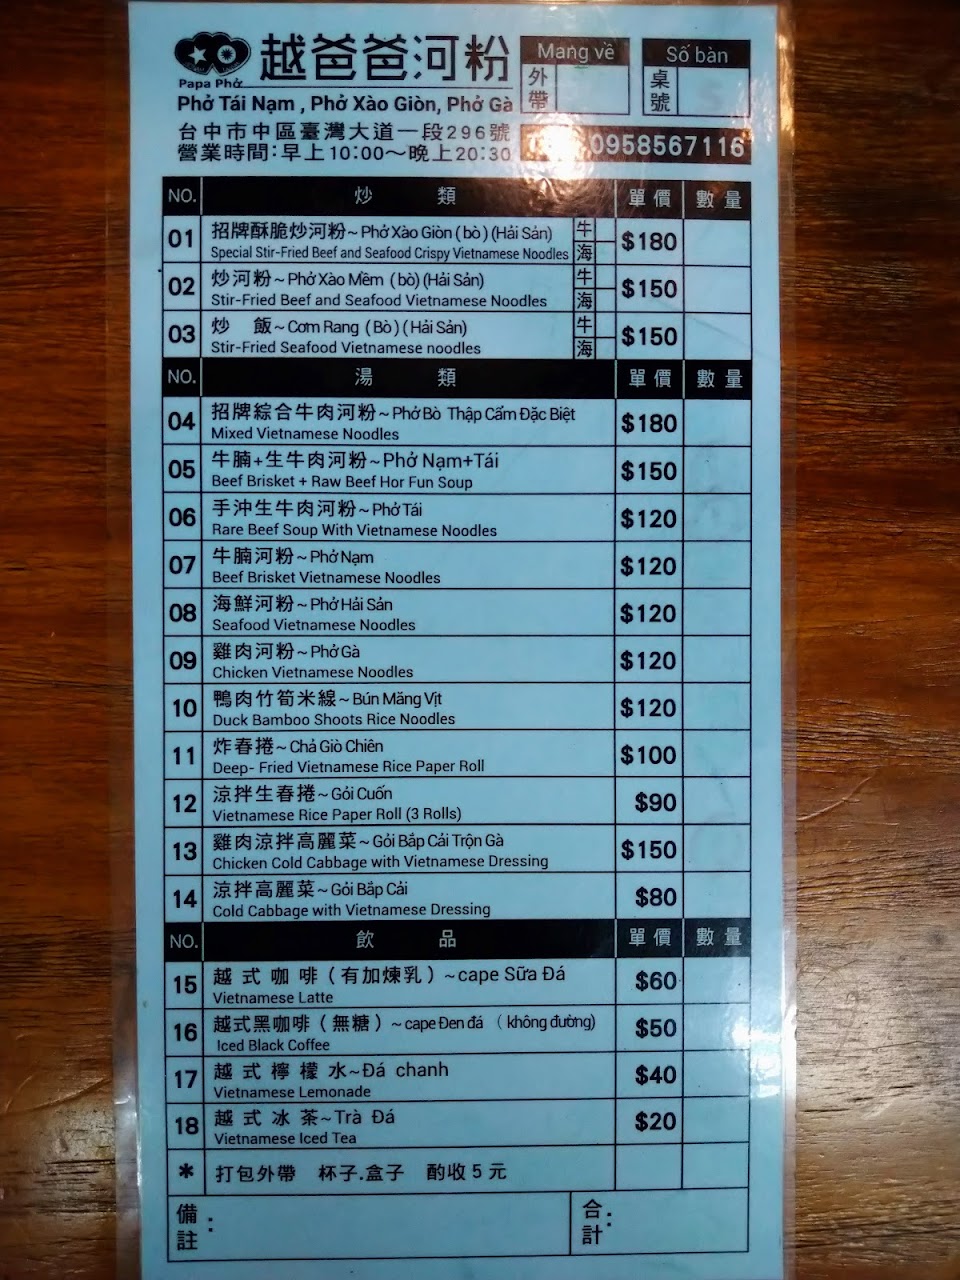 越爸爸河粉
Papa Phở
Mang về
外帶
Số bàn
桌號
Phở Tái Nạm , Phở Xào Giòn, Phở Gà
台中市中區臺灣大道一段296號
營業時間:早上10:00～晚上20:30
0958567116
NO. 炒類 單價 數量
01 招牌酥脆炒河粉~Phở Xào Giòn (bò) (Hải Sản) 牛 $180
Special Stir-Fried Beef and Seafood Crispy Vietnamese Noodles 海
02 炒河粉~Phở Xào Mềm (bò) (Hải Sản) 牛 $150
Stir-Fried Beef and Seafood Vietnamese Noodles 海
03 炒 飯~Cơm Rang (Bò) (Hải Sản) 牛 $150
Stir-Fried Seafood Vietnamese noodles 海
NO. 湯類 單價 數量
04 招牌綜合牛肉河粉~Phở Bò Thập Cẩm Đặc Biệt $180
Mixed Vietnamese Noodles
05 牛腩+生牛肉河粉~Phở Nạm+Tái $150
Beef Brisket + Raw Beef Hor Fun Soup
06 手沖生牛肉河粉~Phở Tái $120
Rare Beef Soup With Vietnamese Noodles
07 牛腩河粉~Phở Nạm $120
Beef Brisket Vietnamese Noodles
08 海鮮河粉~Phở Hải Sản $120
Seafood Vietnamese Noodles
09 雞肉河粉~Phở Gà $120
Chicken Vietnamese Noodles
10 鴨肉竹筍米線~Bún Măng Vịt $120
Duck Bamboo Shoots Rice Noodles
11 炸春捲~Chả Giò Chiên $100
Deep- Fried Vietnamese Rice Paper Roll
12 涼拌生春捲~Gỏi Cuốn $90
Vietnamese Rice Paper Roll (3 Rolls)
13 雞肉涼拌高麗菜~Gỏi Bắp Cải Trộn Gà $150
Chicken Cold Cabbage with Vietnamese Dressing
14 涼拌高麗菜~Gỏi Bắp Cải $80
Cold Cabbage with Vietnamese Dressing
NO. 飲品 單價 數量
15 越式咖啡（有加煉乳）~cape Sữa Đá $60
Vietnamese Latte
16 越式黑咖啡（無糖）~cape Đen đá （không đường) $50
Iced Black Coffee
17 越式檸檬水~Đá chanh $40
Vietnamese Lemonade
18 越式冰茶~Trà Đá $20
Vietnamese Iced Tea
* 打包外帶 杯子.盒子 酌收5元
備註： 合計：